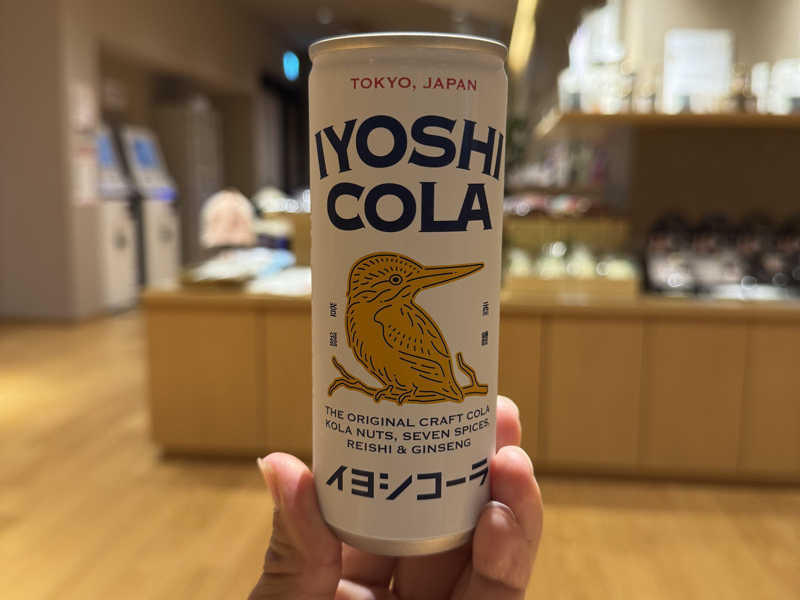 TOKYO, JAPAN
IYOSHI
COLA
THE ORIGINAL CRAFT COLA
KOLA NUTS, SEVEN SPICES,
REISHI & GINSENG
イヨシコーラ